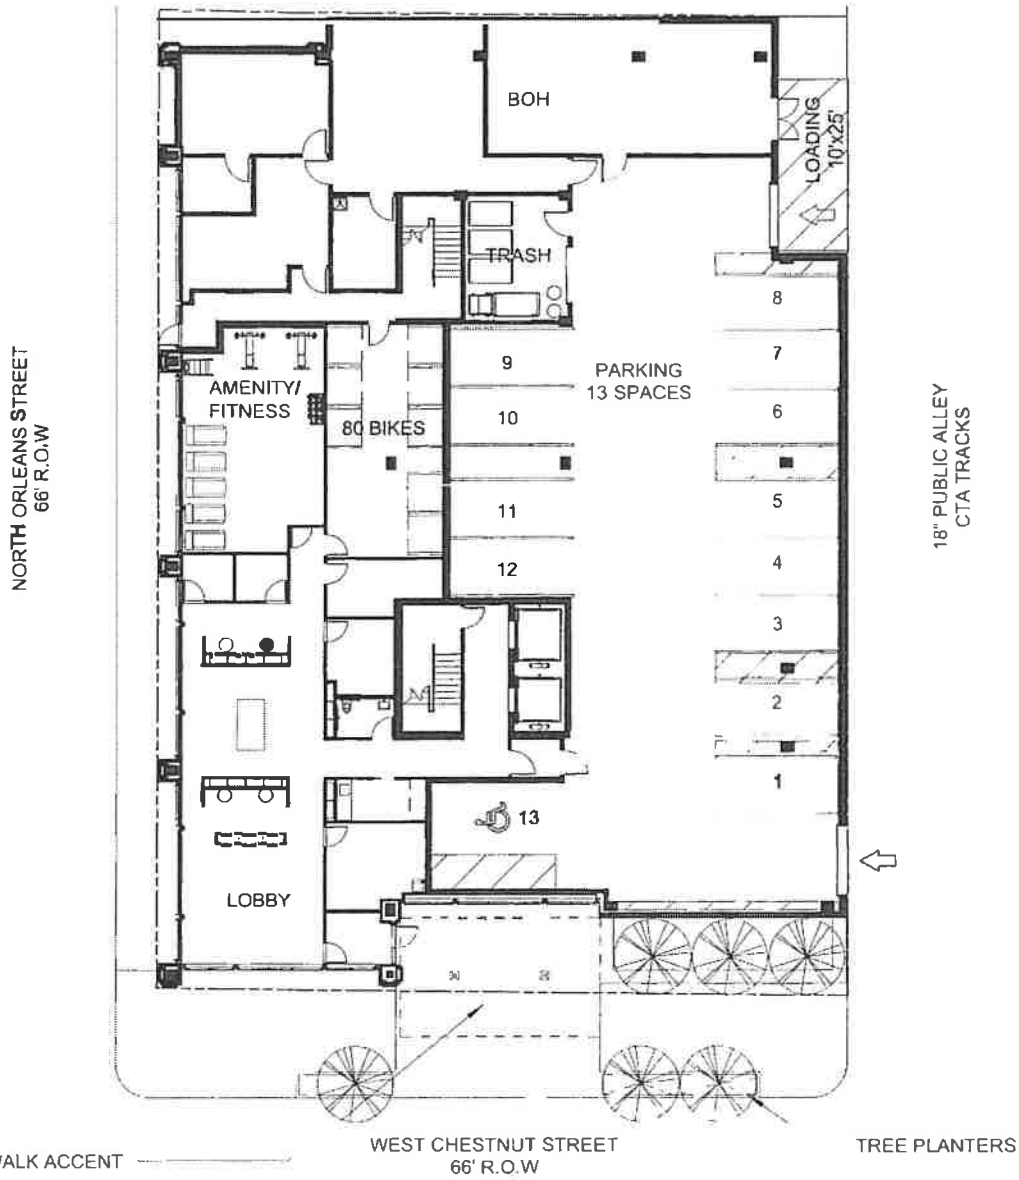 BOH
LOADING
10'x25'
TRASH
8
7
6
5
4
3
2
1
9
10
11
12
13
PARKING
13 SPACES
AMENITY/
FITNESS
80 BIKES
LOBBY
NORTH ORLEANS STREET
66' R.O.W
18" PUBLIC ALLEY
CTA TRACKS
WALK ACCENT
WEST CHESTNUT STREET
66' R.O.W
TREE PLANTERS